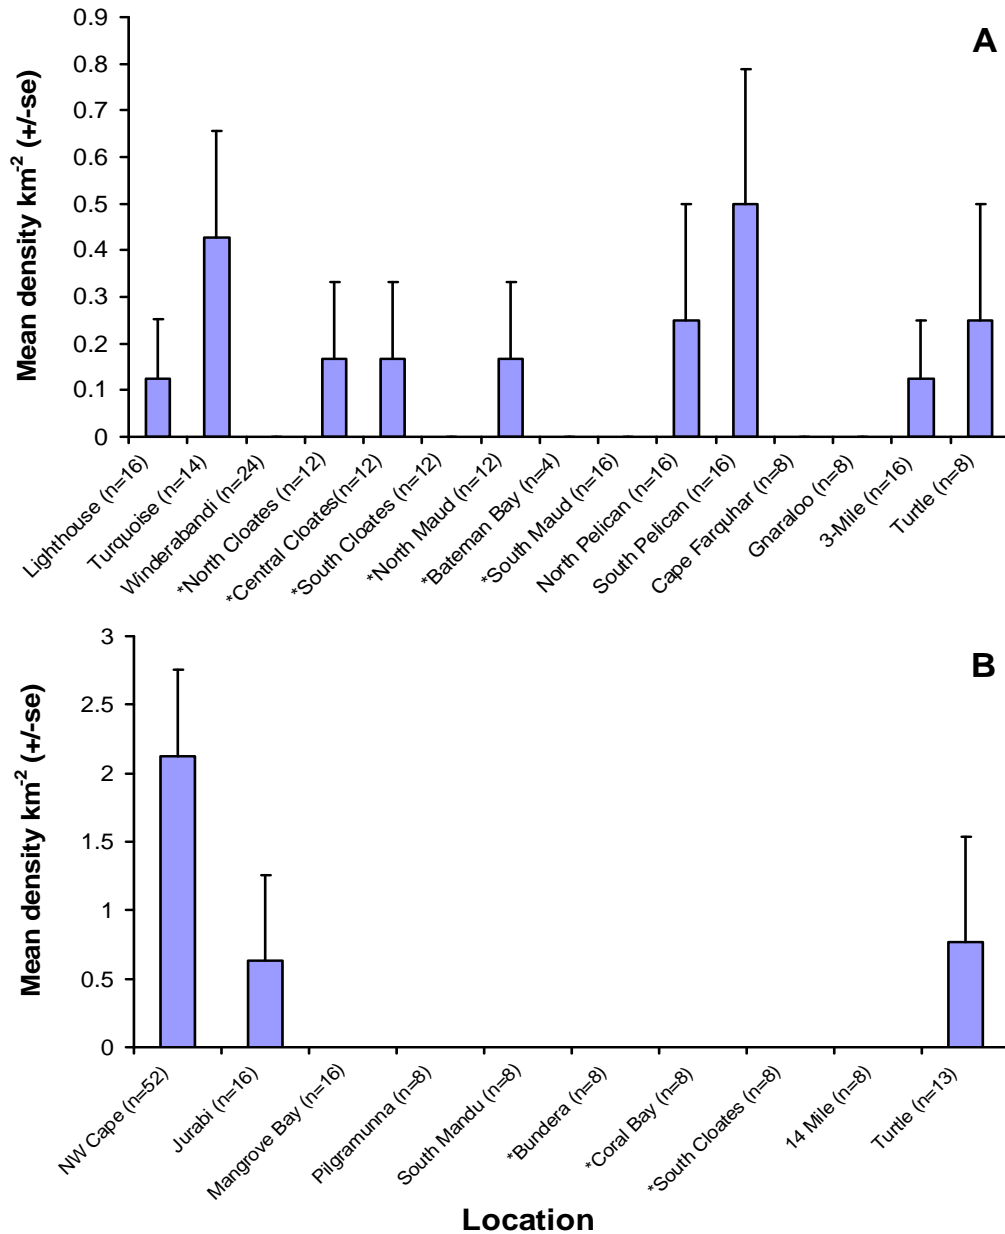 A
Mean density km-2 (+/-se)
0.9
0.8
0.7
0.6
0.5
0.4
0.3
0.2
0.1
0
Lighthouse (n=16)
Turquoise (n=14)
Winderabandi (n=24)
*North Cloates (n=12)
*Central Cloates(n=12)
*South Cloates (n=12)
*North Maud (n=12)
*Bateman Bay (n=4)
*South Maud (n=16)
North Pelican (n=16)
South Pelican (n=16)
Cape Farquhar (n=8)
Gnaraloo (n=8)
3-Mile (n=16)
Turtle (n=8)
B
Mean density km-2 (+/-se)
3
2.5
2
1.5
1
0.5
0
NW Cape (n=52)
Jurabi (n=16)
Mangrove Bay (n=16)
Pilgramunna (n=8)
South Mandu (n=8)
*Bundera (n=8)
*Coral Bay (n=8)
*South Cloates (n=8)
14 Mile (n=8)
Turtle (n=13)
Location